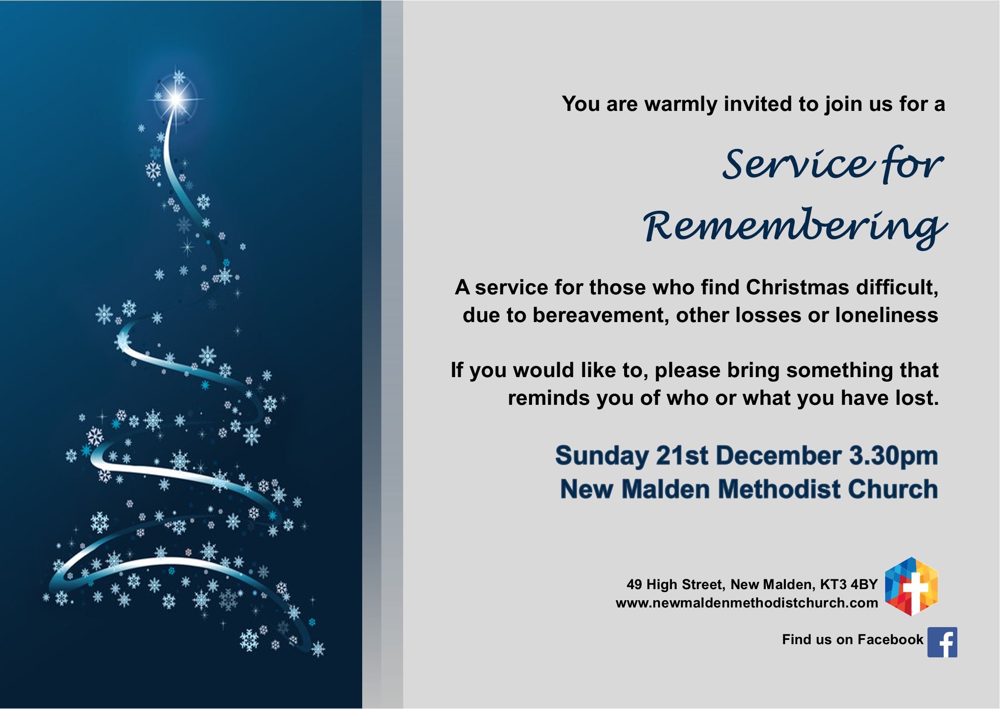 You are warmly invited to join us for a
Service for
Remembering
A service for those who find Christmas difficult,
due to bereavement, other losses or loneliness
If you would like to, please bring something that
reminds you of who or what you have lost.
Sunday 21st December 3.30pm
New Malden Methodist Church
49 High Street, New Malden, KT3 4BY
www.newmaldenmethodistchurch.com
Find us on Facebook